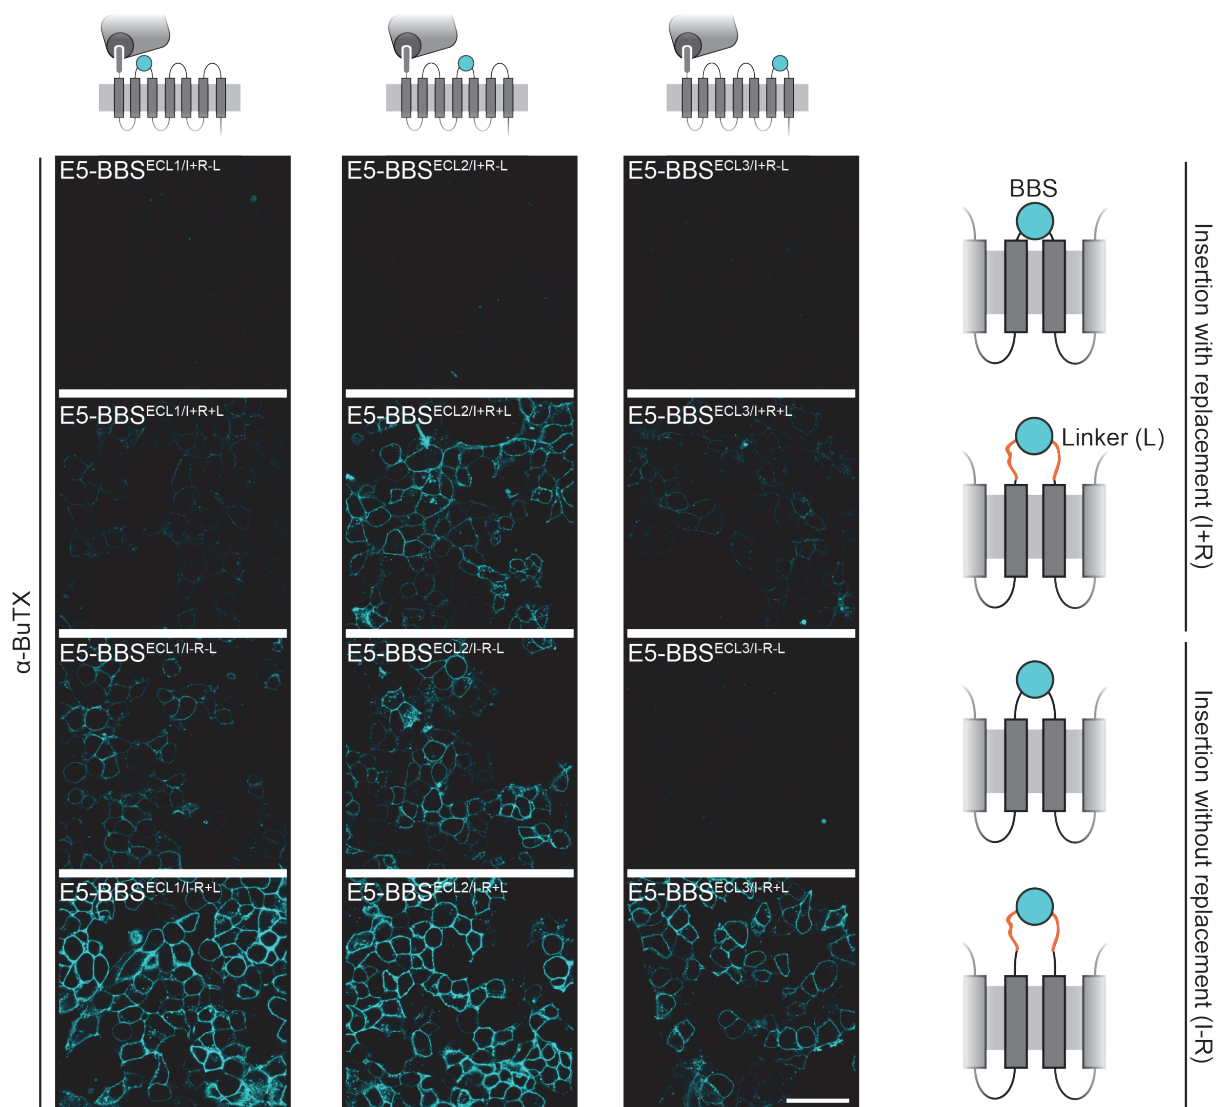 E5-BBSECL1/I+R-L
E5-BBSECL2/I+R-L
E5-BBSECL3/I+R-L
BBS
E5-BBSECL1/I+R+L
E5-BBSECL2/I+R+L
E5-BBSECL3/I+R+L
Linker (L)
Insertion with replacement (I+R)
α-BuTX
E5-BBSECL1/I-R-L
E5-BBSECL2/I-R-L
E5-BBSECL3/I-R-L
E5-BBSECL1/I-R+L
E5-BBSECL2/I-R+L
E5-BBSECL3/I-R+L
Insertion without replacement (I-R)